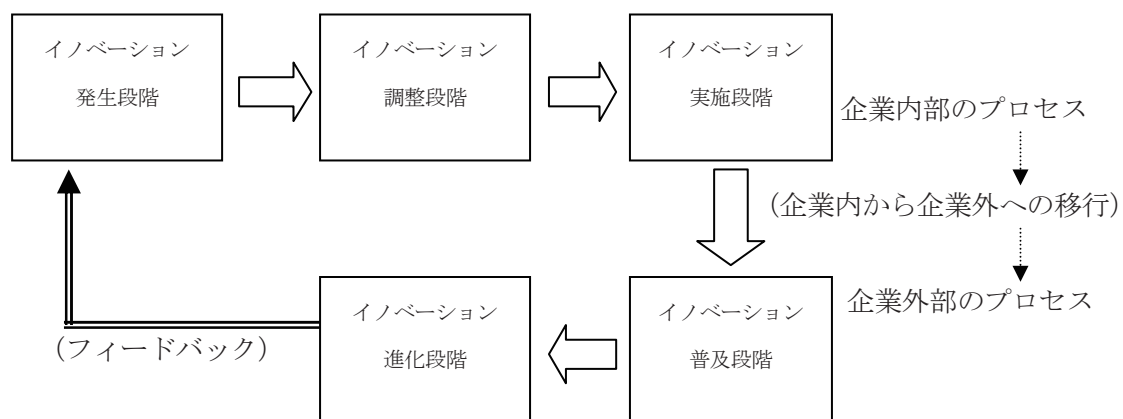 イノベーション
発生段階
イノベーション
調整段階
イノベーション
実施段階
企業内部のプロセス
(企業内から企業外への移行)
企業外部のプロセス
イノベーション
普及段階
イノベーション
進化段階
(フィードバック)